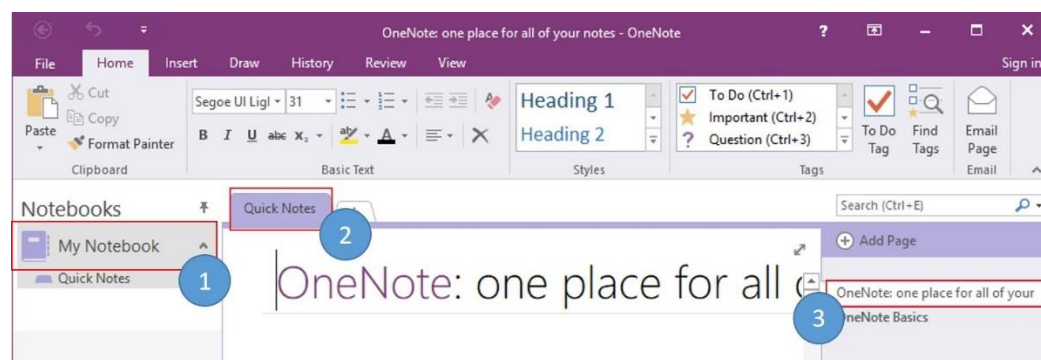 OneNote: one place for all of your notes - OneNote ?
File Home Insert Draw History Review View Sign in
Cut
Copy
Paste
Format Painter
Clipboard
Segoe UI Ligl 31
B I U abc X₂ aby A
Basic Text
Heading 1
Heading 2
Styles
To Do (Ctrl+1)
Important (Ctrl+2)
? Question (Ctrl+3)
To Do Tag
Find Tags
Tags
Email Page
Email
Notebooks
My Notebook
1
Quick Notes
Quick Notes
2
Search (Ctrl+E)
Add Page
OneNote: one place for all
3
OneNote: one place for all of your
OneNote Basics